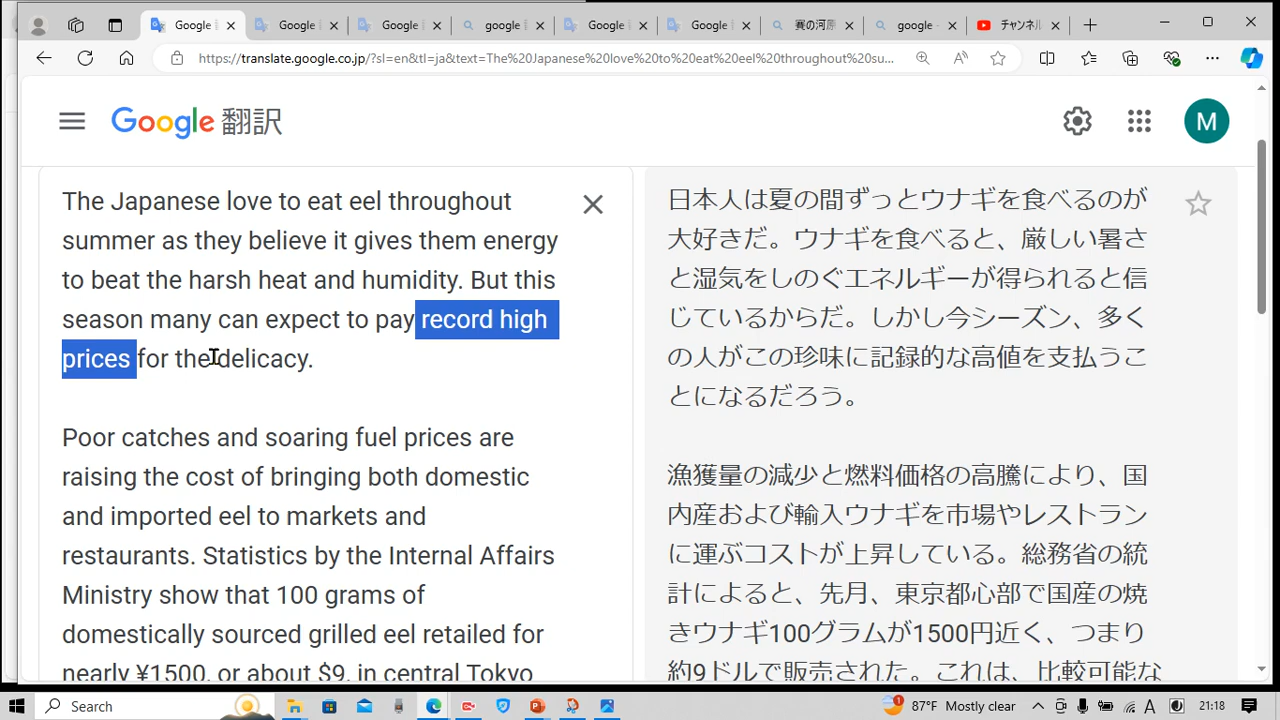 Google
Google
Google
google
Google
Google
賽の河原
google
チャンネル
https://translate.google.co.jp/?sl=en&tl=ja&text=The%20Japanese%20love%20to%20eat%20eel%20throughout%20su...
Google 翻訳
M
The Japanese love to eat eel throughout
summer as they believe it gives them energy
to beat the harsh heat and humidity. But this
season many can expect to pay record high
prices for the delicacy.
Poor catches and soaring fuel prices are
raising the cost of bringing both domestic
and imported eel to markets and
restaurants. Statistics by the Internal Affairs
Ministry show that 100 grams of
domestically sourced grilled eel retailed for
nearly ¥1500, or about $9, in central Tokyo
日本人は夏の間ずっとウナギを食べるのが
大好きだ。ウナギを食べると、厳しい暑さ
と湿気をしのぐエネルギーが得られると信
じているからだ。しかし今シーズン、多く
の人がこの珍味に記録的な高値を支払うこ
とになるだろう。
漁獲量の減少と燃料価格の高騰により、国
内産および輸入ウナギを市場やレストラン
に運ぶコストが上昇している。総務省の統
計によると、先月、東京都心部で国産の焼
きウナギ100グラムが1500円近く、つまり
約9ドルで販売された。これは、比較可能な
Search
1
87°F Mostly clear
A
21:18